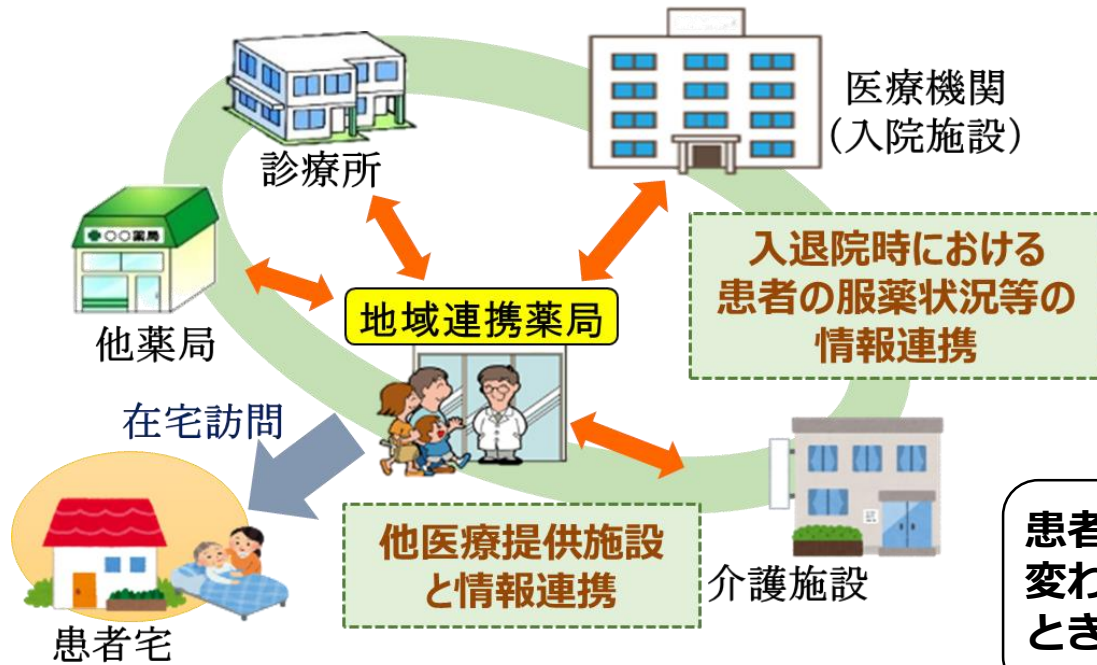 診療所
医療機関
(入院施設)
○○薬局
他薬局
地域連携薬局
入退院時における
患者の服薬状況等の
情報連携
在宅訪問
患者宅
他医療提供施設
と情報連携
介護施設
患者
変わ
とき